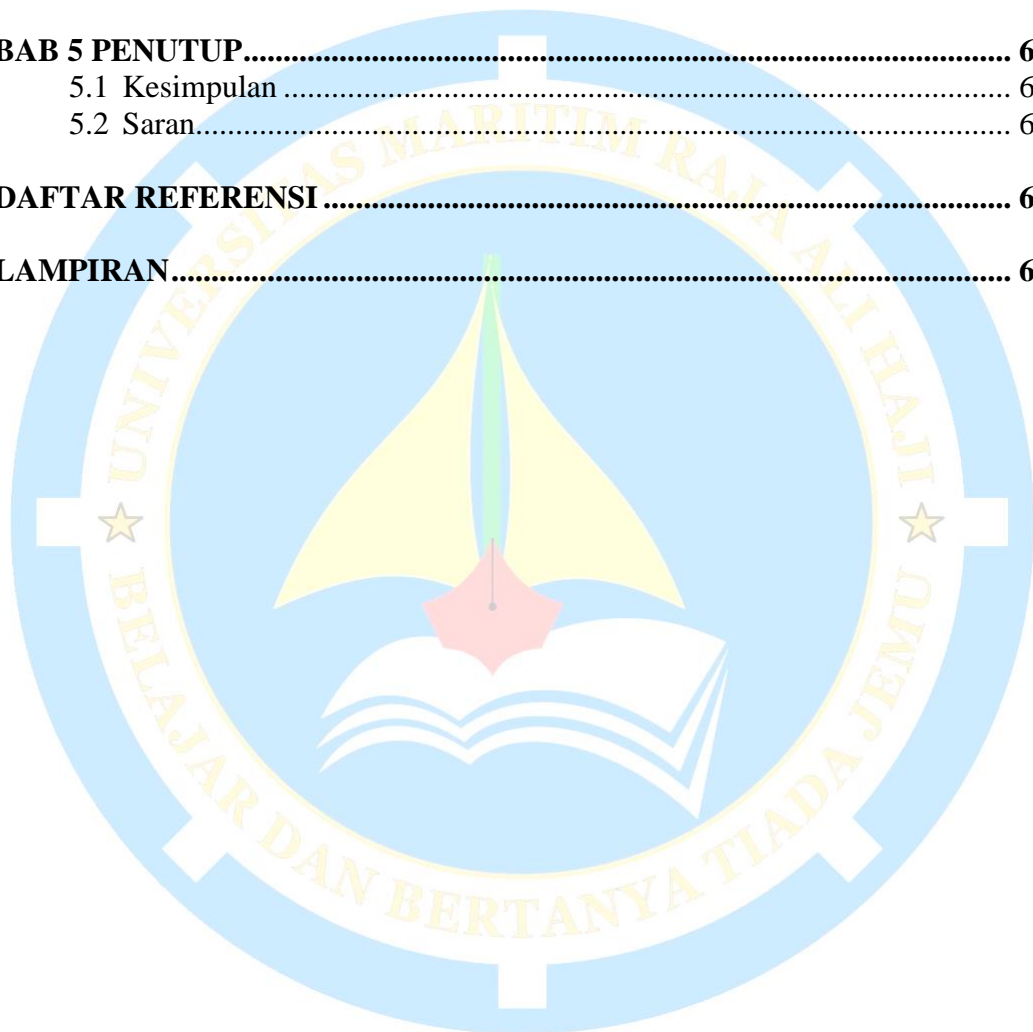 BAB 5 PENUTUP.......................................................................................... 6
5.1 Kesimpulan ...................................................................................... 6
5.2 Saran................................................................................................ 6
DAFTAR REFERENSI ................................................................................ 6
LAMPIRAN.................................................................................................. 6
UNIVERSITAS MARITIM RAJA ALI HAJI
BELAJAR DAN BERTANYA TIADA JEMU